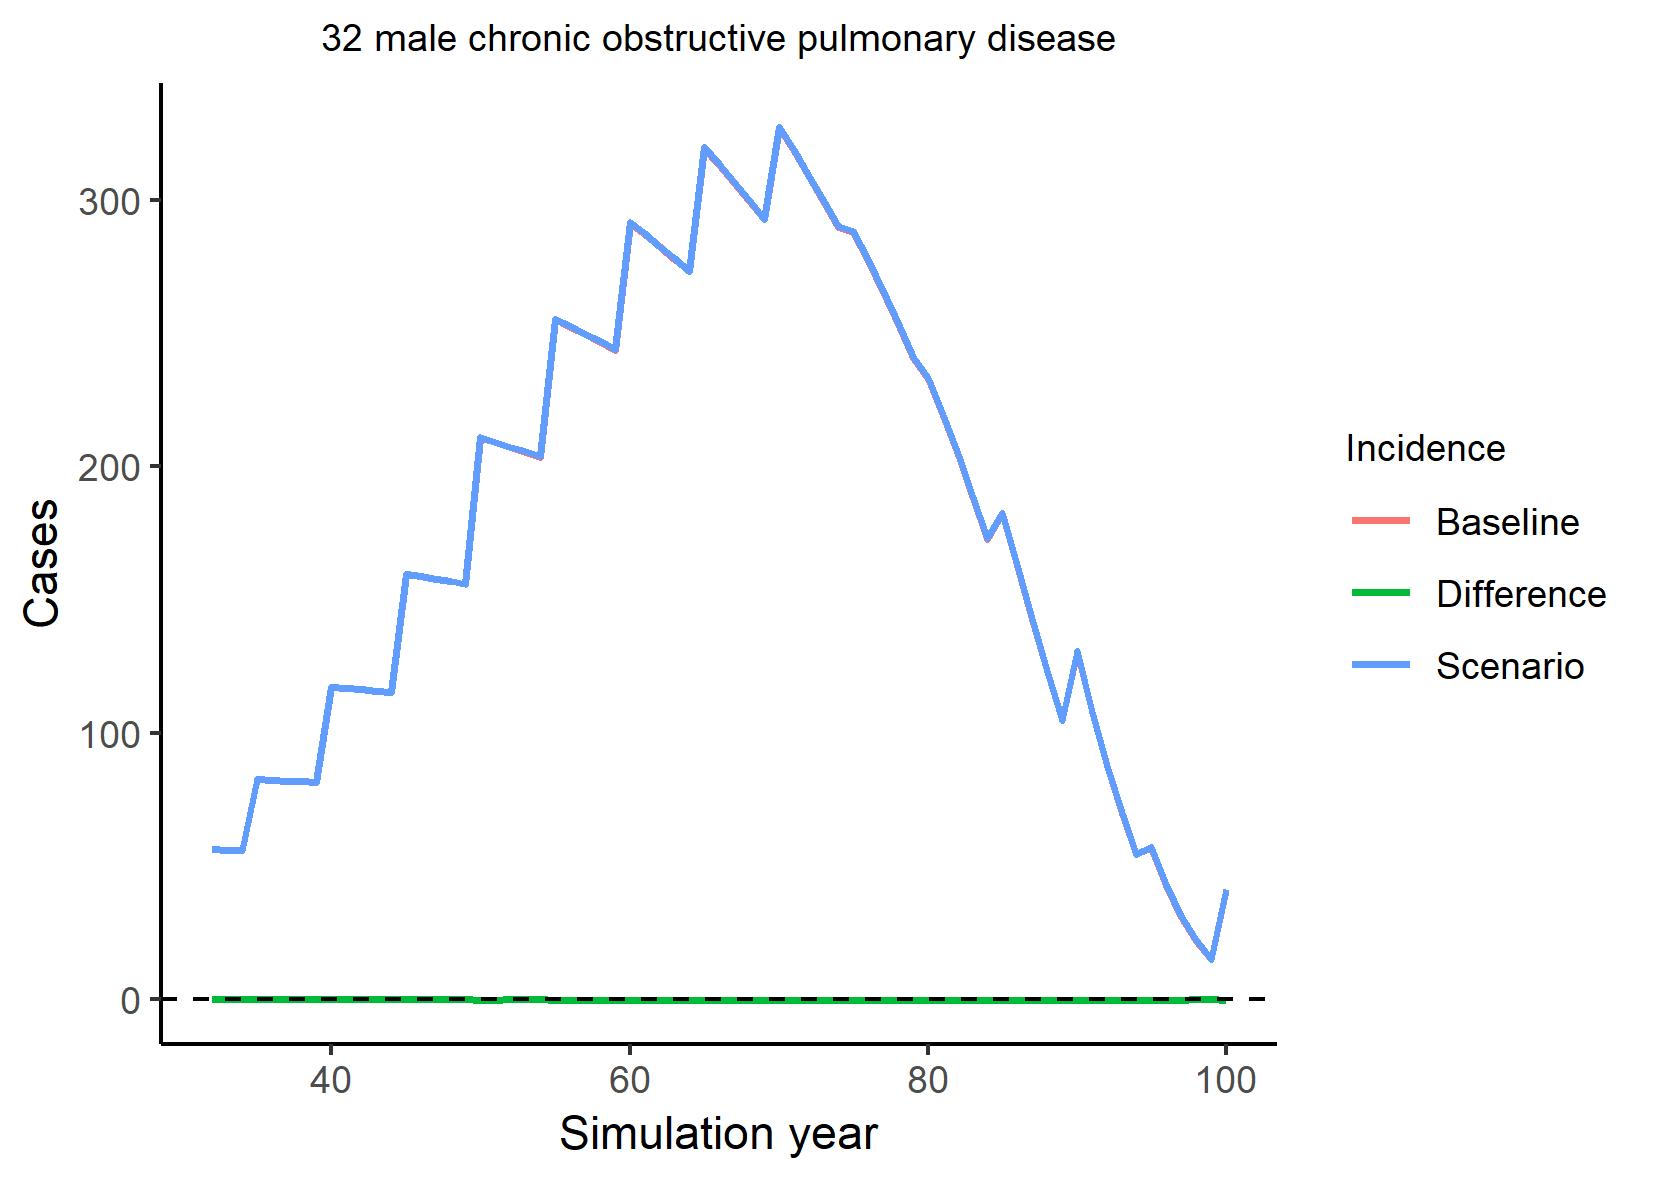 32 male chronic obstructive pulmonary disease
300
200
100
0
Cases
40 60 80 100
Simulation year
Incidence
Baseline
Difference
Scenario